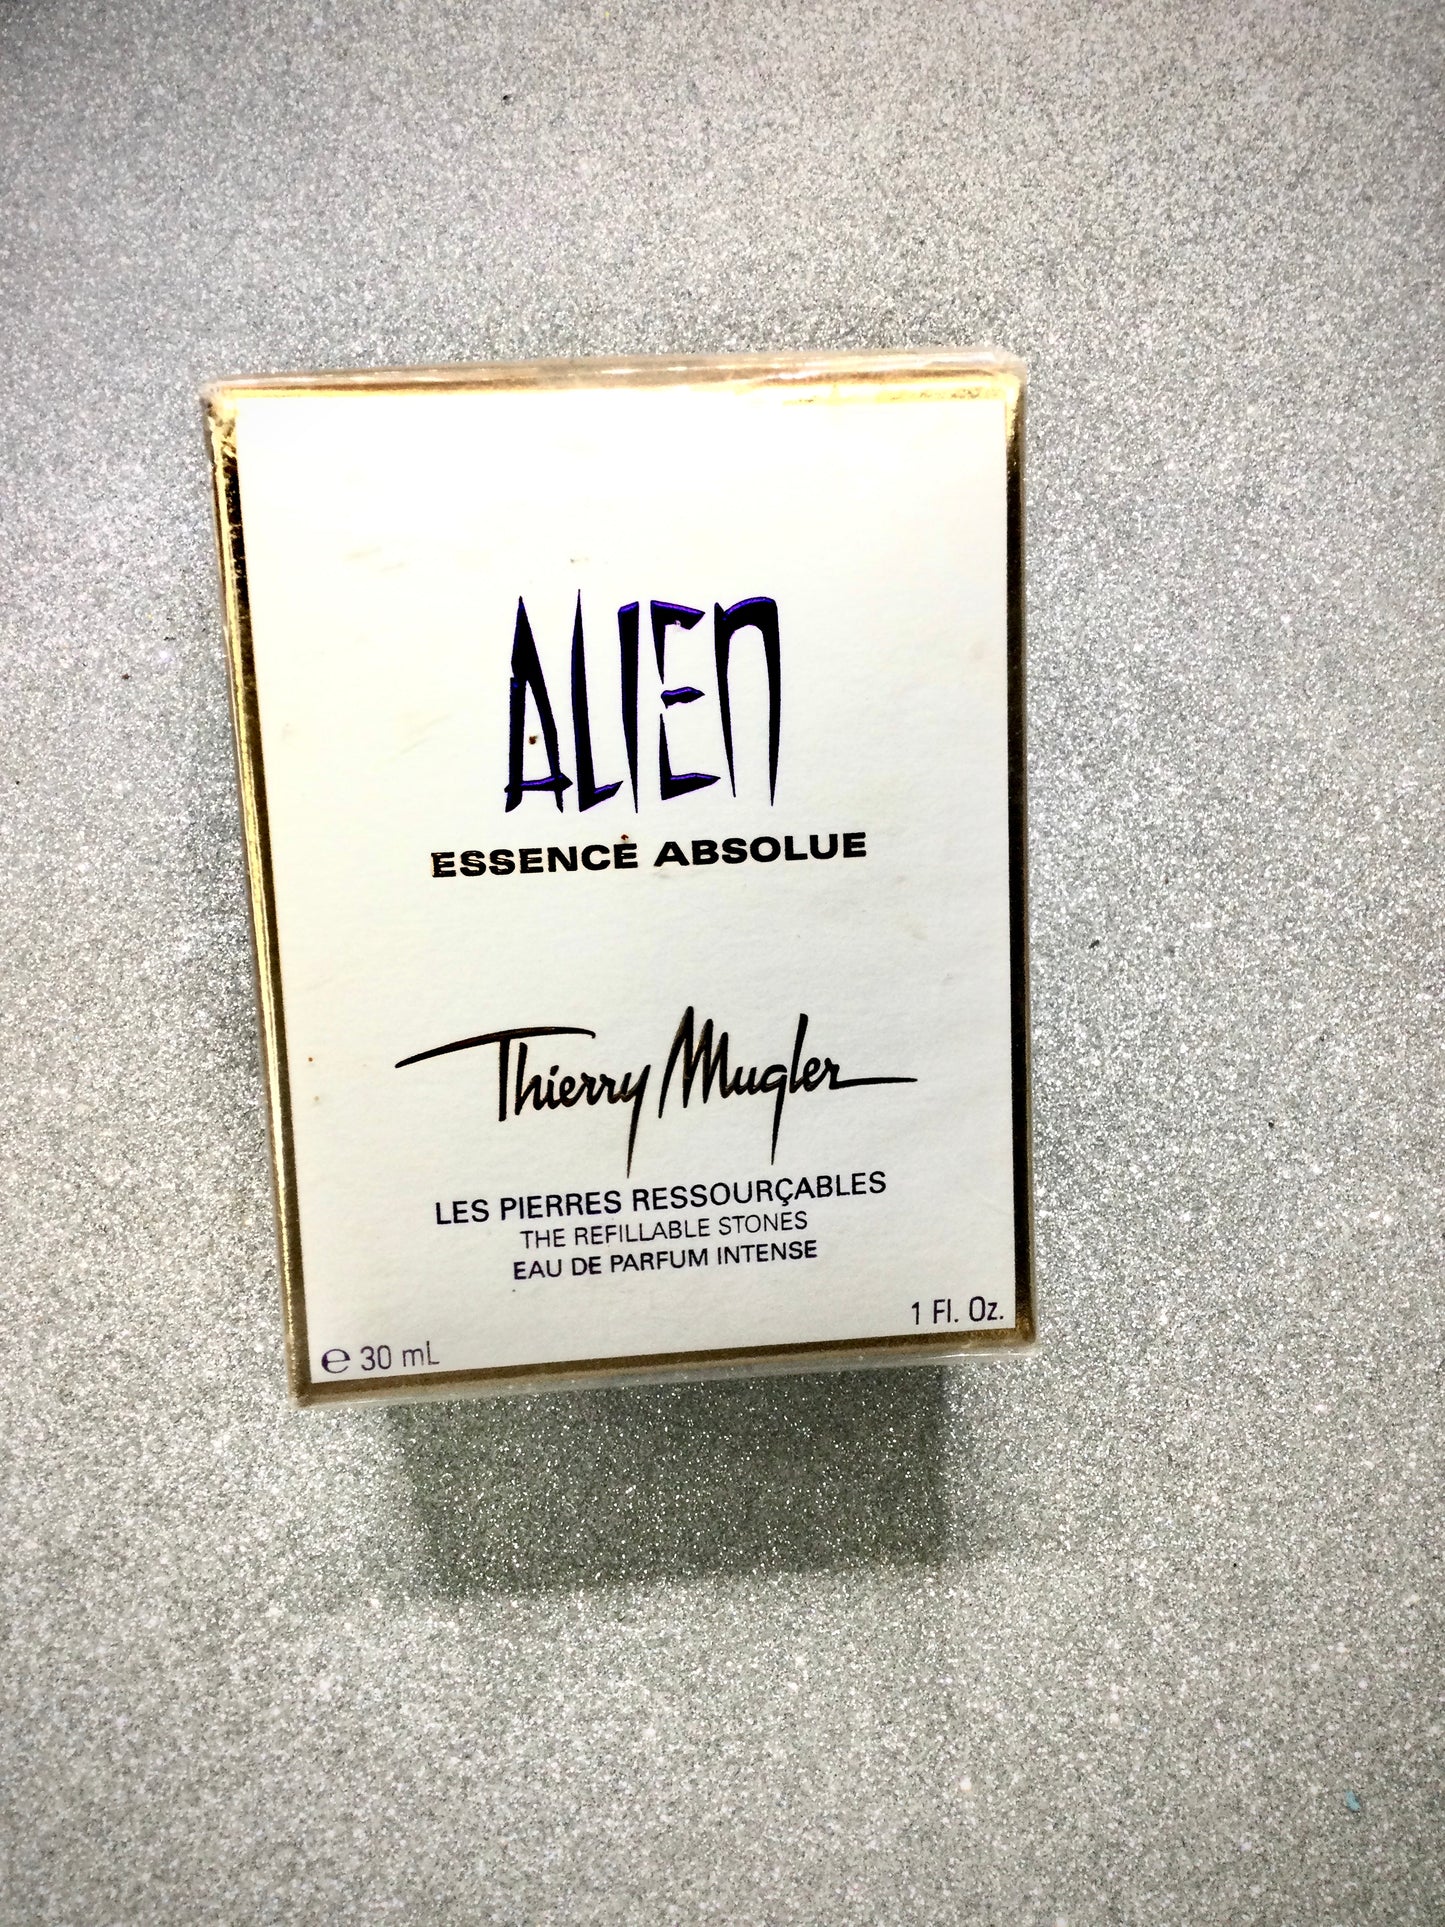 ALIEN
ESSENCE ABSOLUE
Thierry Mugler
LES PIERRES RESSOURÇABLES
THE REFILLABLE STONES
EAU DE PARFUM INTENSE
1 Fl. Oz.
℮ 30 mL